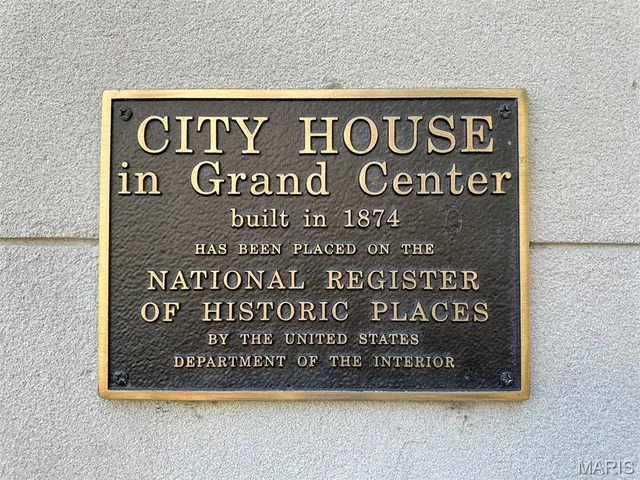 CITY HOUSE
in Grand Center
built in 1874
HAS BEEN PLACED ON THE
NATIONAL REGISTER
OF HISTORIC PLACES
BY THE UNITED STATES
DEPARTMENT OF THE INTERIOR
MARIS